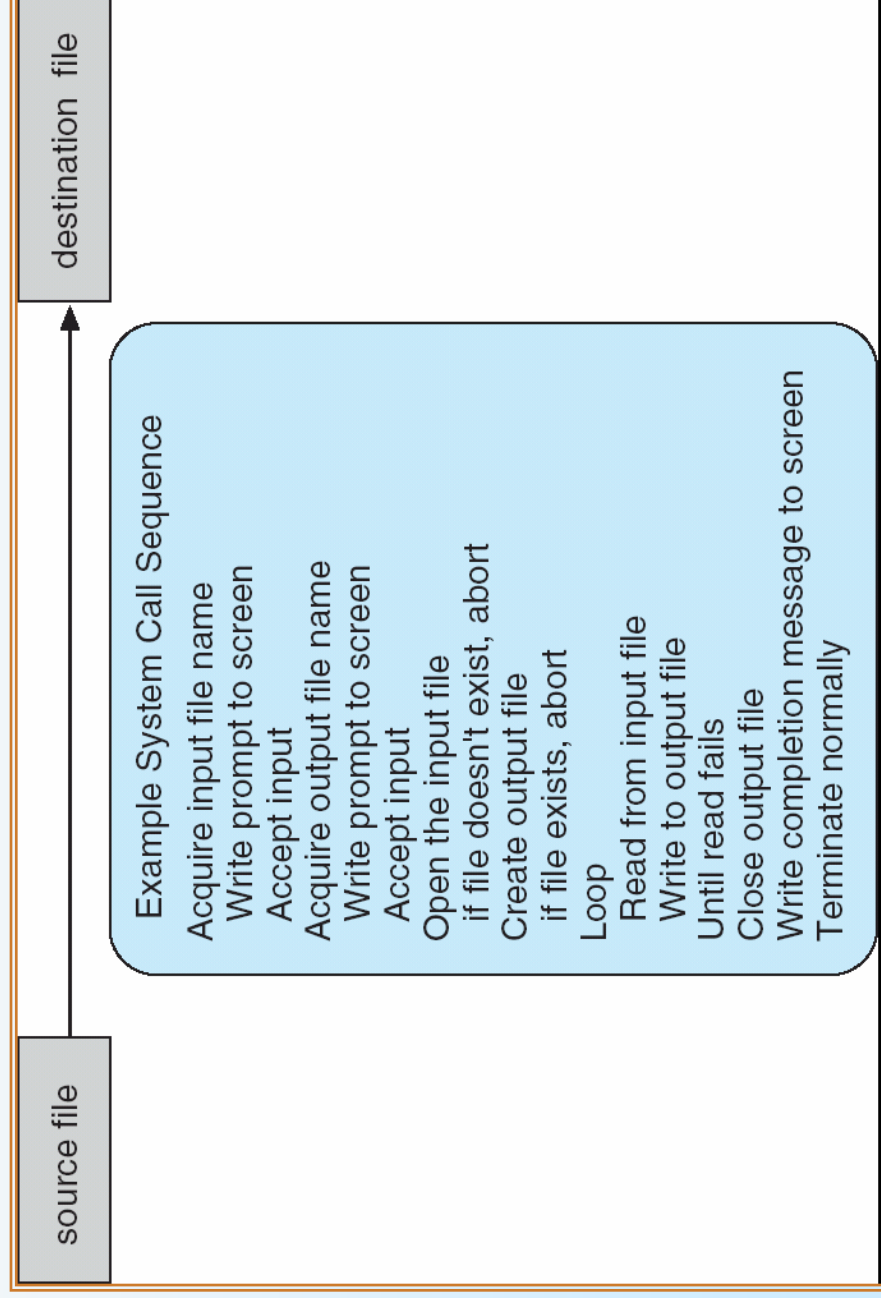 source file
destination file
Example System Call Sequence
Acquire input file name
Write prompt to screen
Accept input
Acquire output file name
Write prompt to screen
Accept input
Open the input file
if file doesn't exist, abort
Create output file
if file exists, abort
Loop
Read from input file
Write to output file
Until read fails
Close output file
Write completion message to screen
Terminate normally